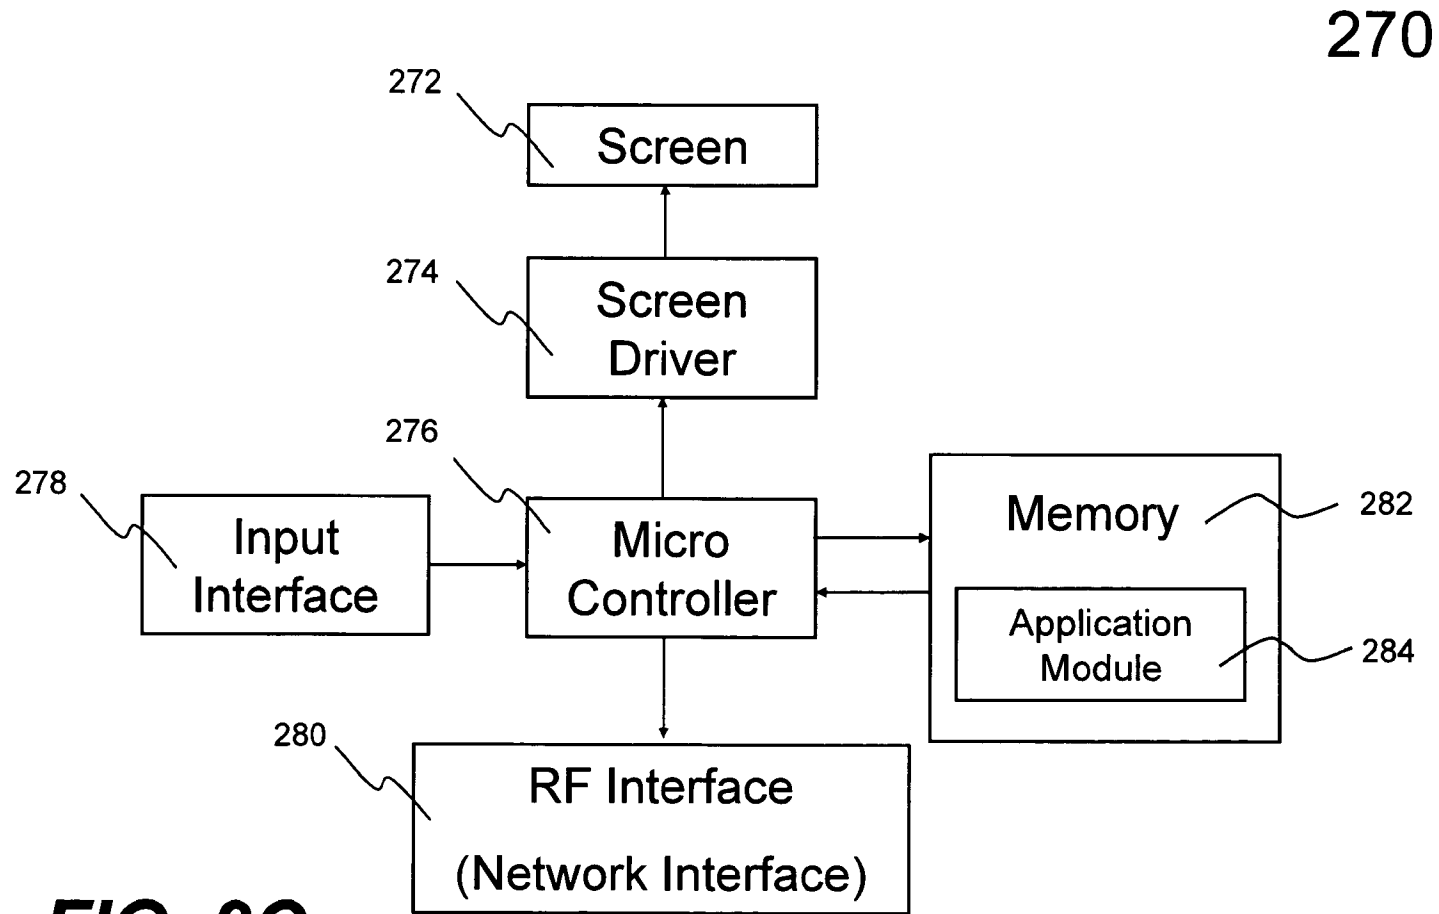 270
272
Screen
274
Screen
Driver
276
278
Input
Interface
Micro
Controller
Memory
282
Application
Module
284
280
RF Interface
(Network Interface)